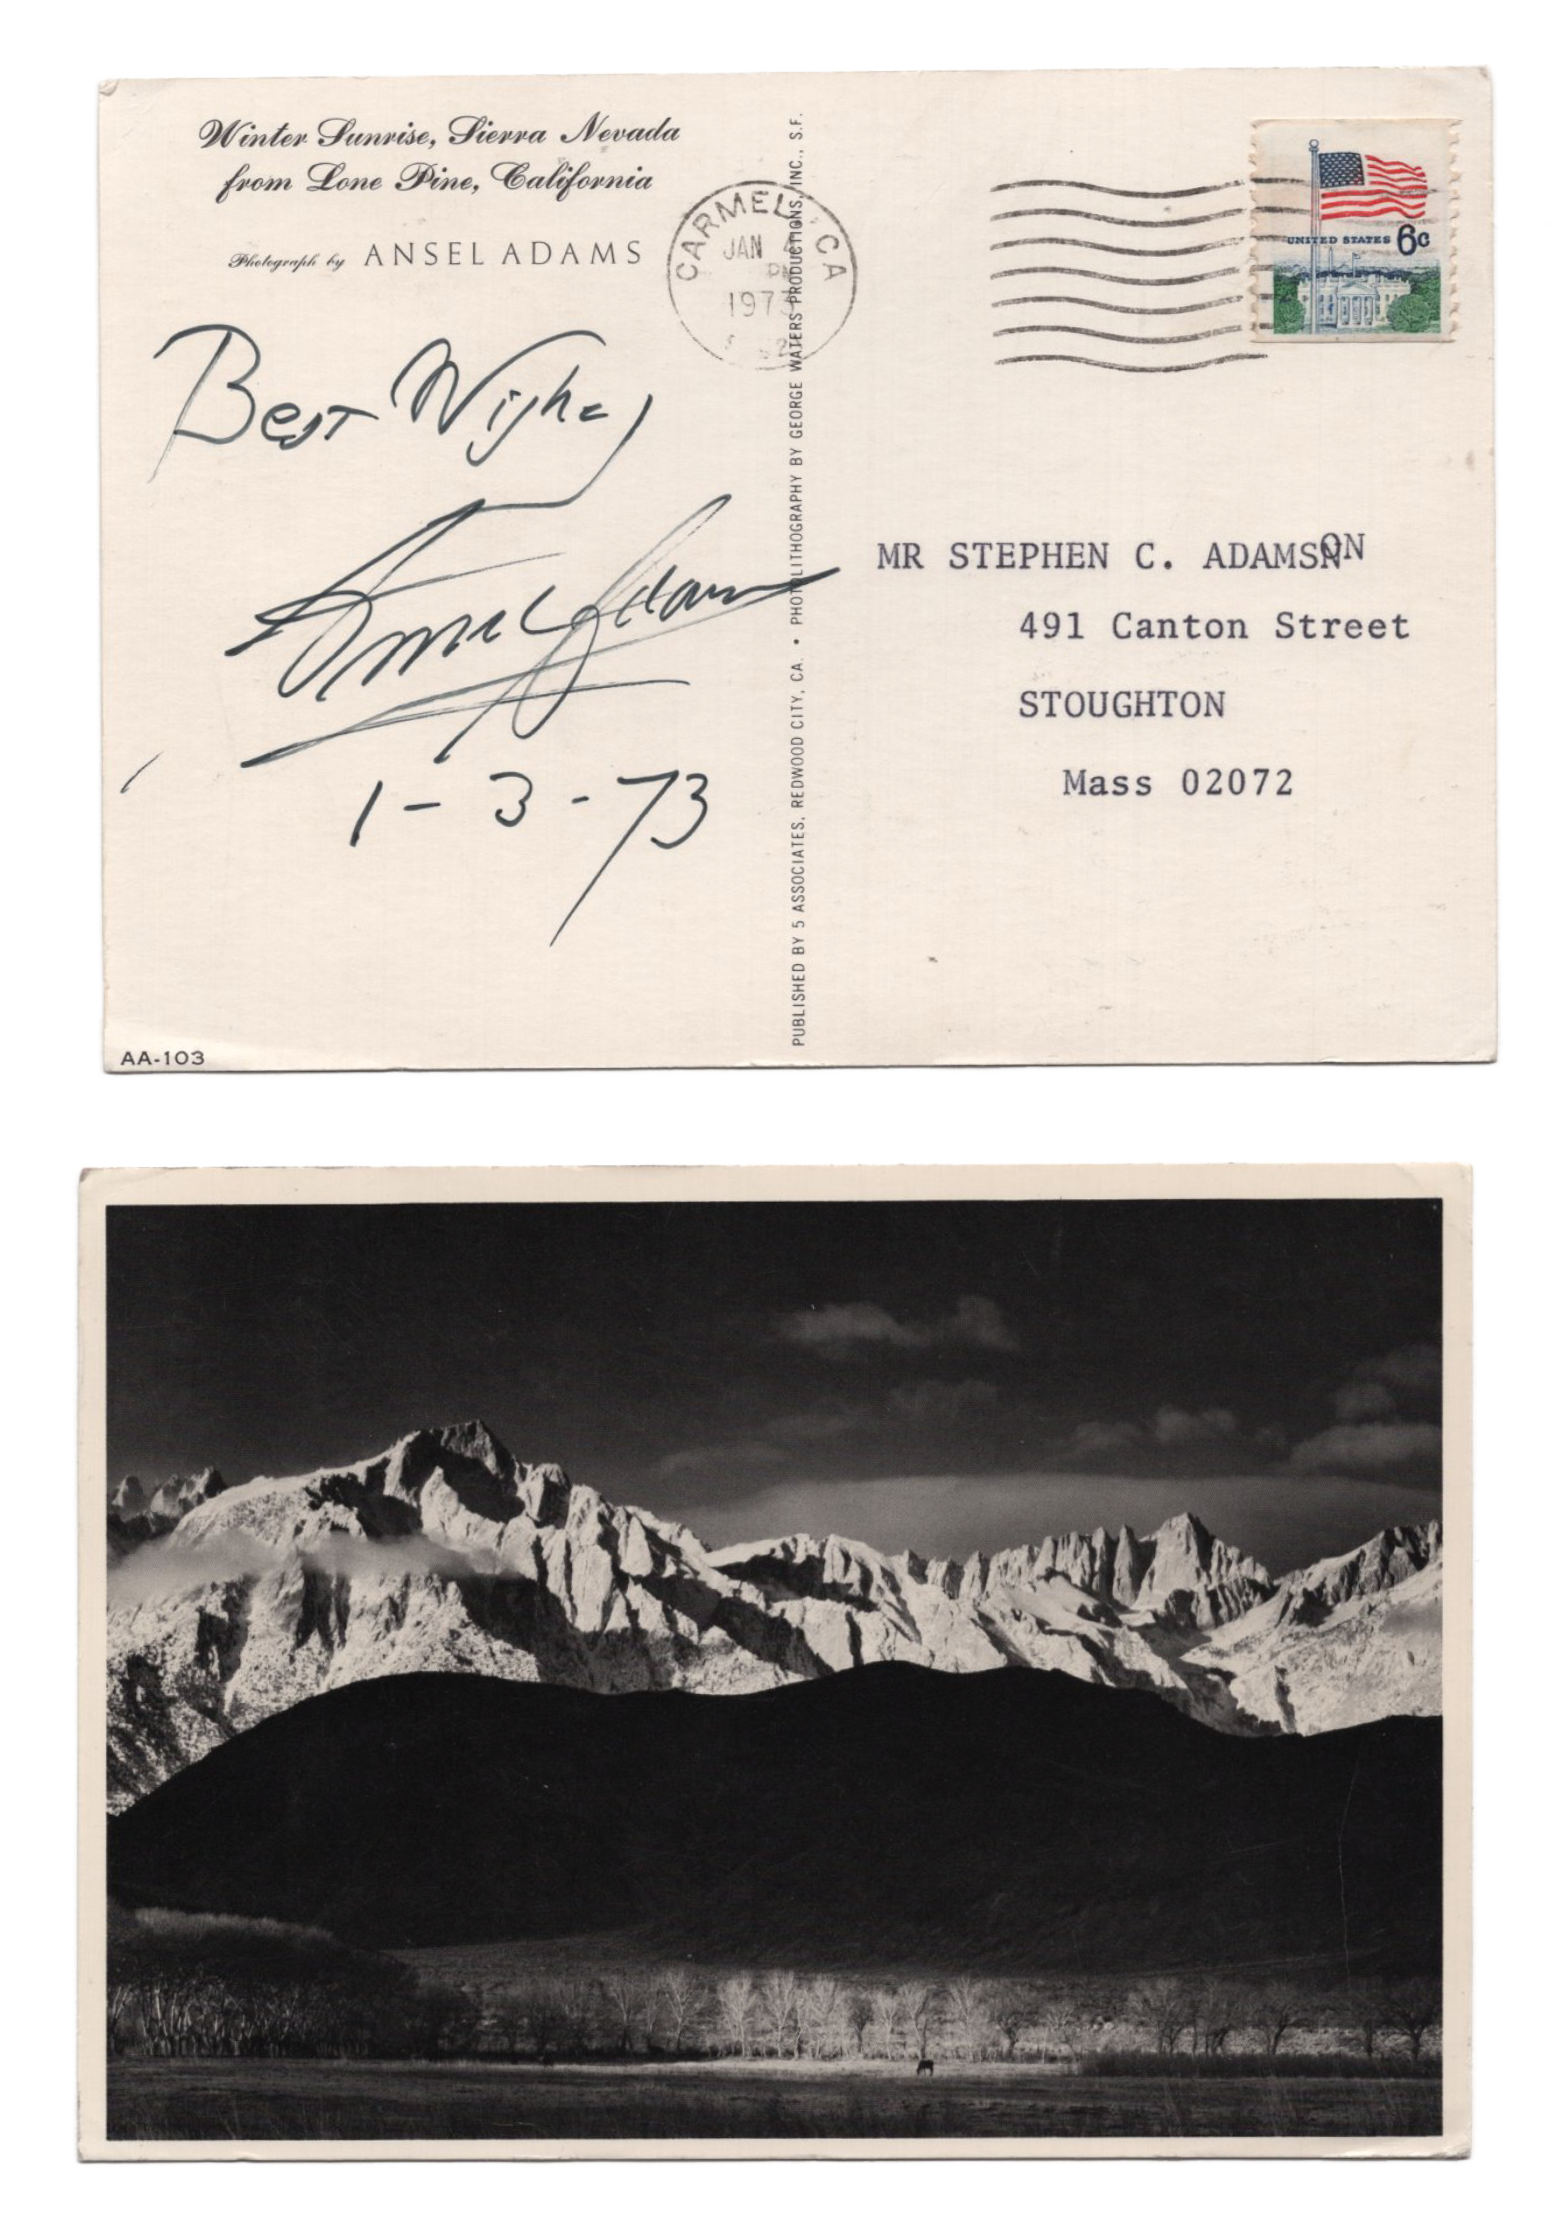 Winter Sunrise, Sierra Nevada
from Lone Pine, California
Photograph by ANSEL ADAMS
CARMEL, CA
JAN 4
PM
1973
UNITED STATES 6c
Best Wishes
Ansel Adams
1-3-73
MR STEPHEN C. ADAMSON
491 Canton Street
STOUGHTON
Mass 02072
PUBLISHED BY 5 ASSOCIATES, REDWOOD CITY, CA. • PHOTOLITHOGRAPHY BY GEORGE WATERS PRODUCTIONS, INC., S.F.
AA-103